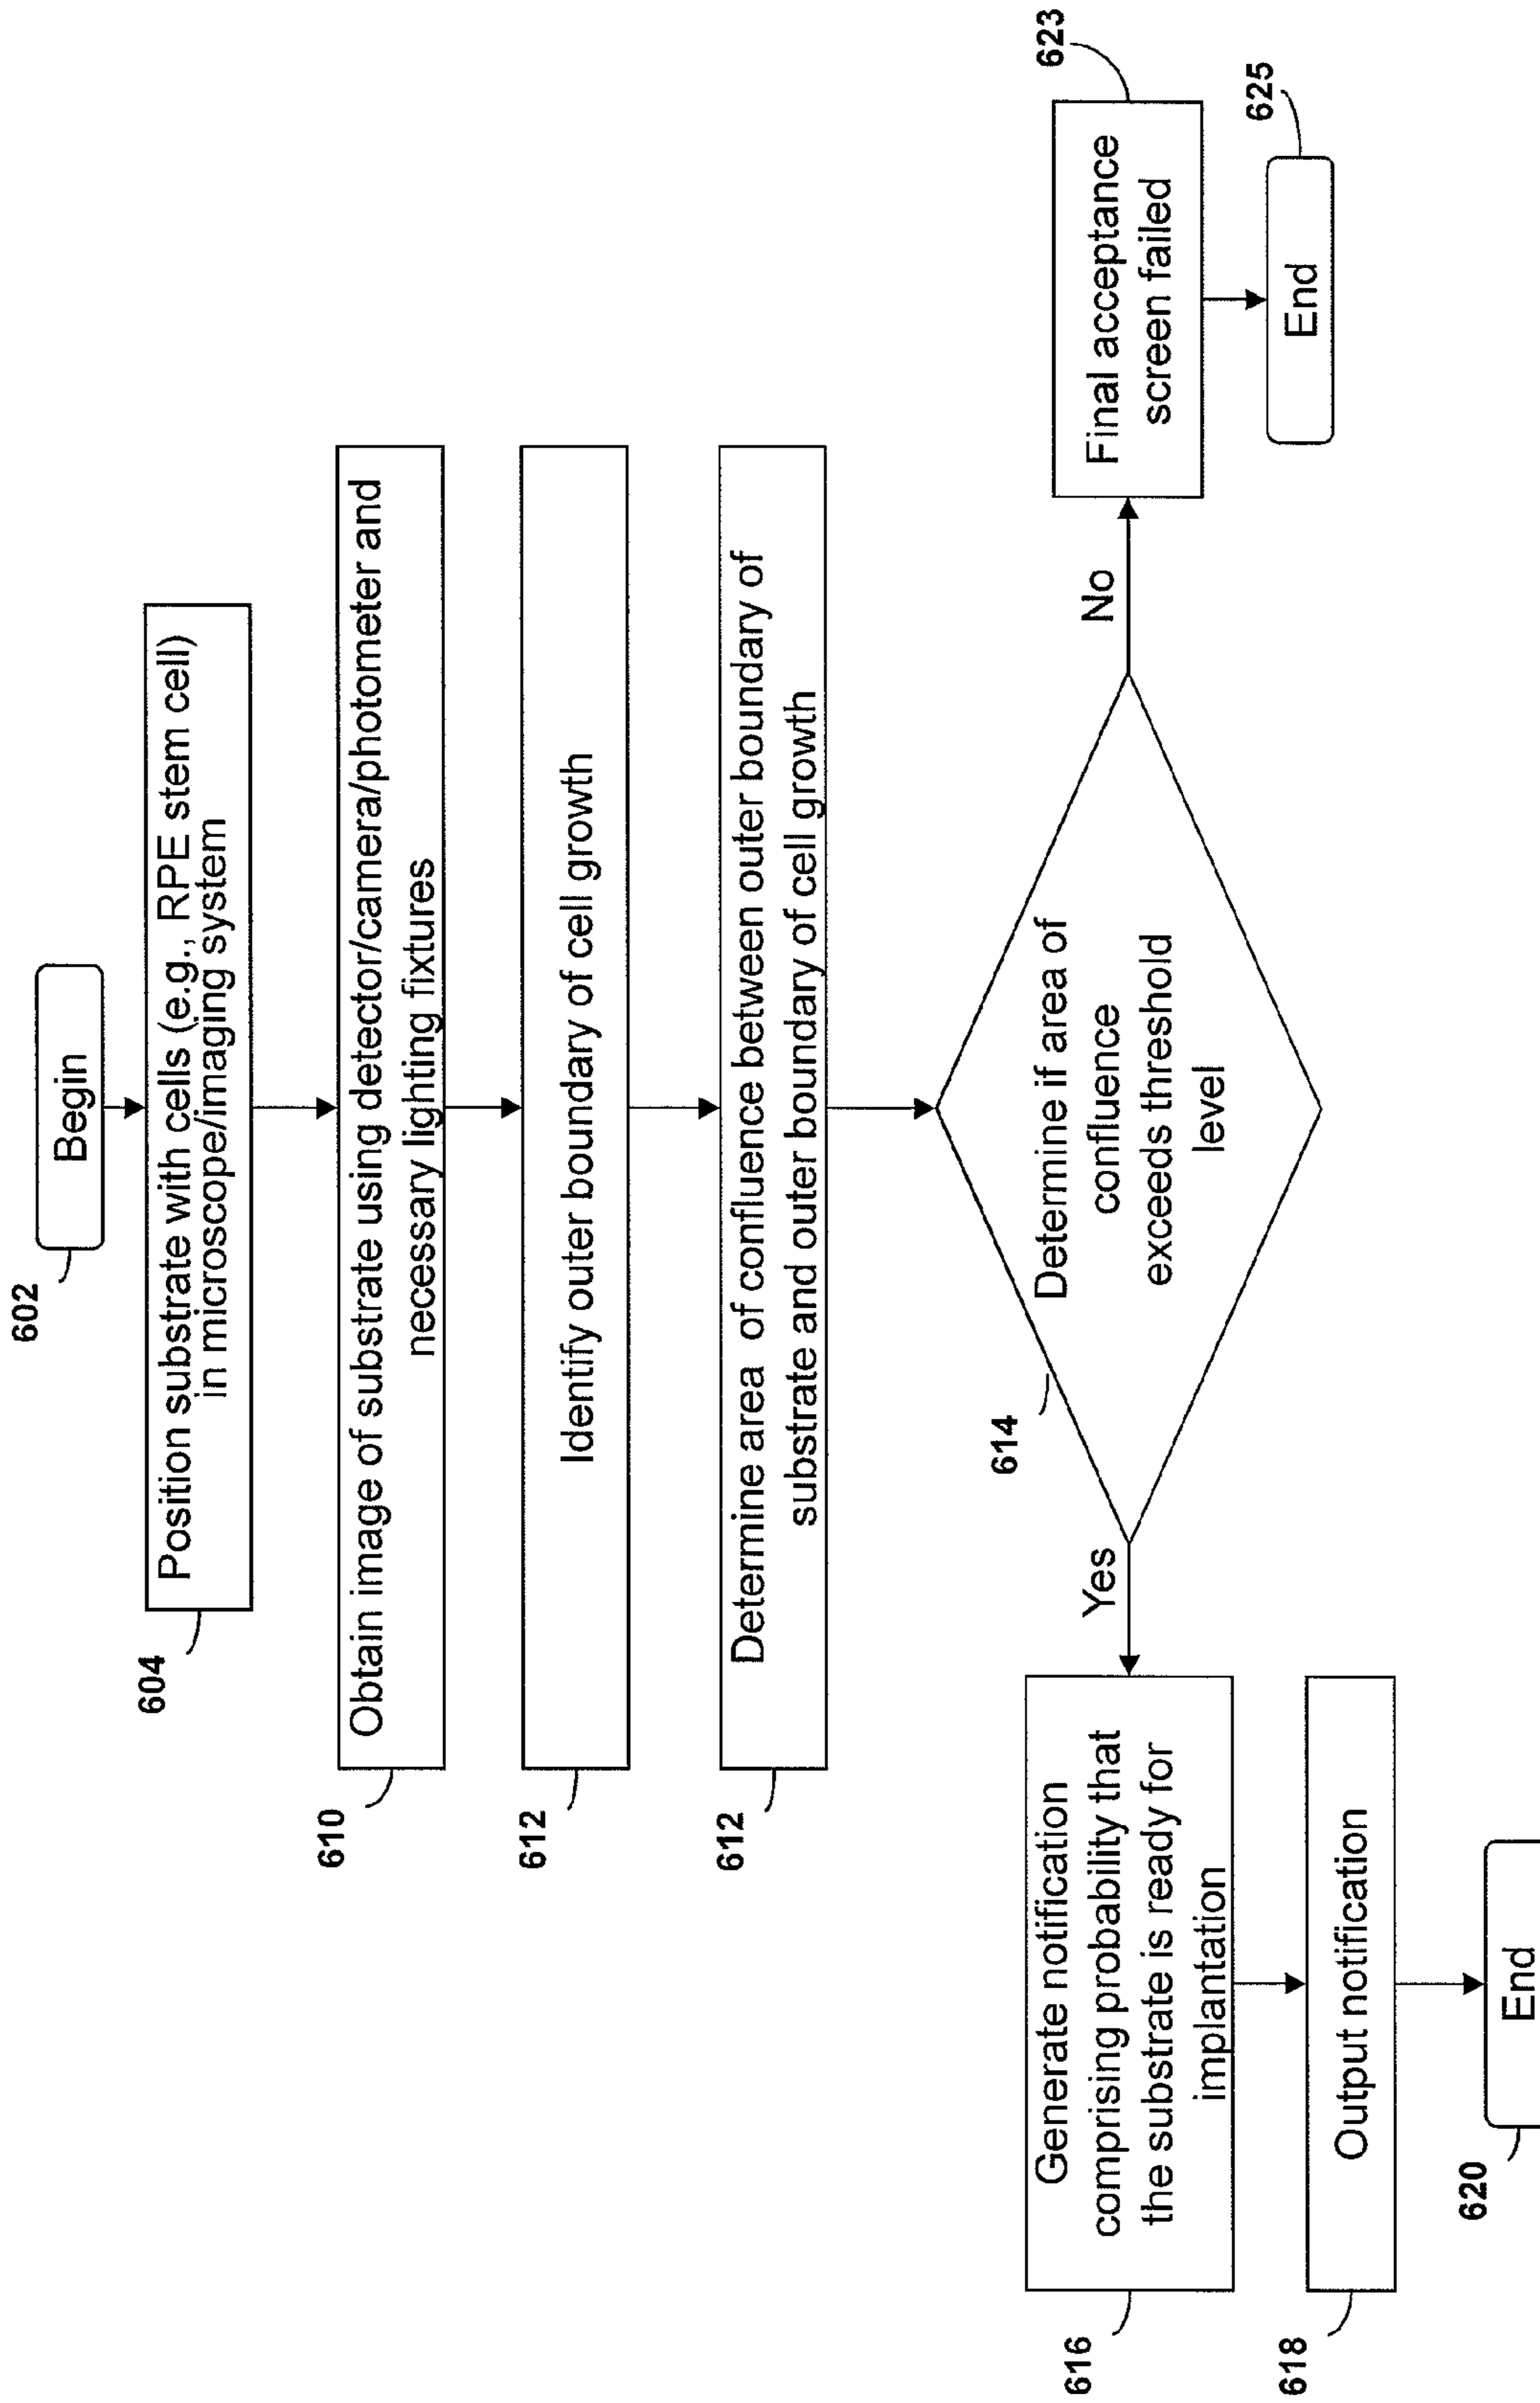 602
Begin
604
Position substrate with cells (e.g., RPE stem cell)
in microscope/imaging system
610
Obtain image of substrate using detector/camera/photometer and
necessary lighting fixtures
612
Identify outer boundary of cell growth
612
Determine area of confluence between outer boundary of
substrate and outer boundary of cell growth
614
Determine if area of
confluence
exceeds threshold
level
Yes
No
616
Generate notification
comprising probability that
the substrate is ready for
implantation
618
Output notification
620
End
623
Final acceptance
screen failed
625
End